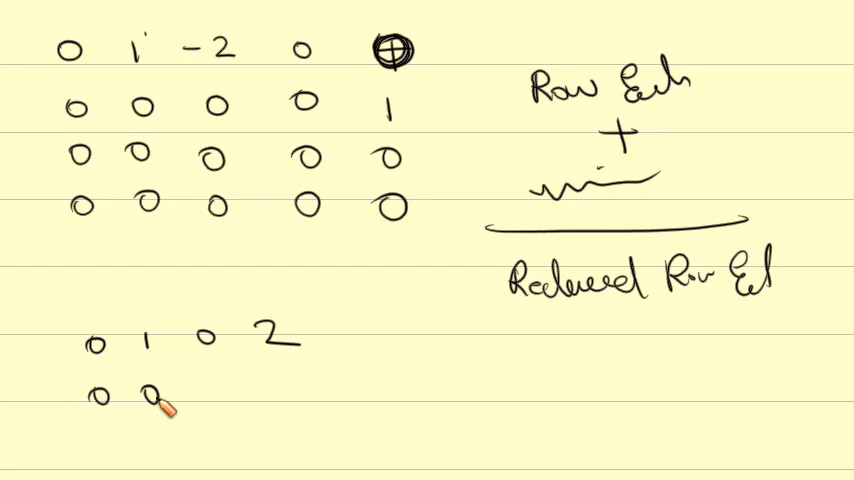 0 1 -2 0
0 0 0 0 1
0 0 0 0 0
0 0 0 0 0
Row Ech
+
Reduced Row Ech
0 1 0 2
0 0